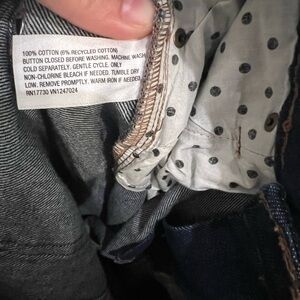 100% COTTON (6% RECYCLED COTTON)
BUTTON CLOSED BEFORE WASHING. MACHINE WASH
COLD SEPARATELY. GENTLE CYCLE. ONLY
NON-CHLORINE BLEACH IF NEEDED. TUMBLE DRY
LOW. REMOVE PROMPTLY. WARM IRON IF NEEDED.
RN17730 VN1247024